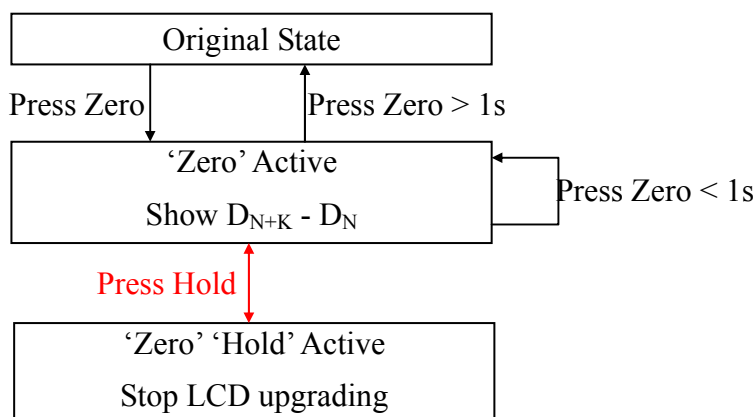 Original State
Press Zero
Press Zero > 1s
‘Zero’ Active
Show D_{N+K} - D_N
Press Zero < 1s
Press Hold
‘Zero’ ‘Hold’ Active
Stop LCD upgrading